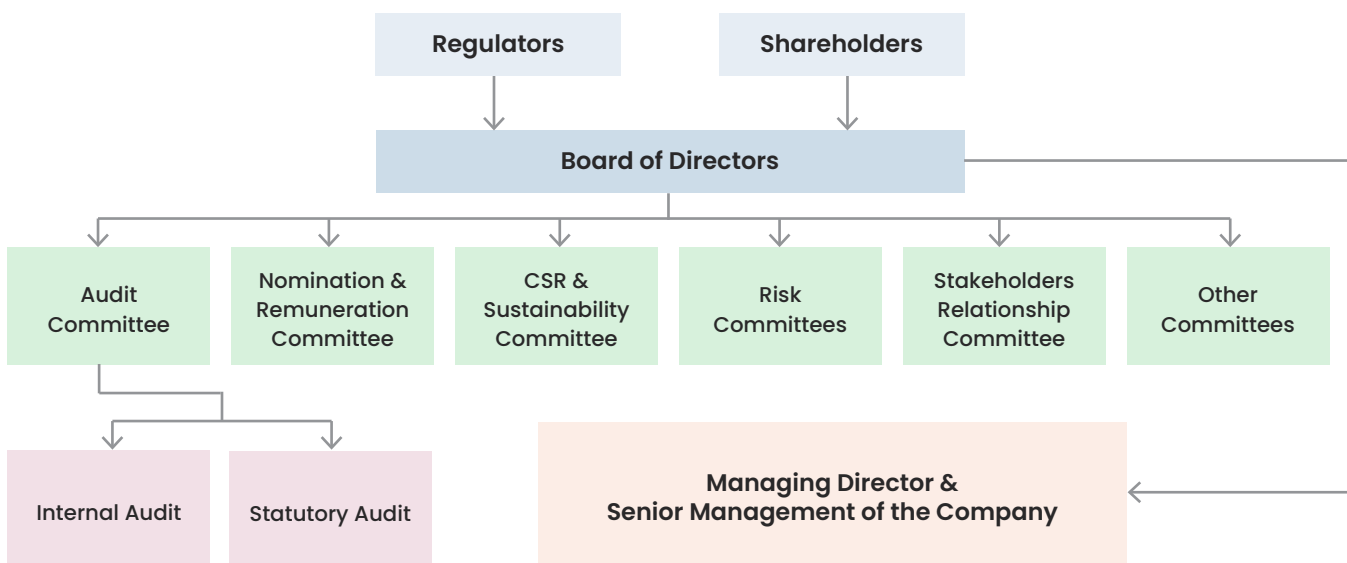 Regulators
Shareholders
Board of Directors
Audit
Committee
Nomination &
Remuneration
Committee
CSR &
Sustainability
Committee
Risk
Committees
Stakeholders
Relationship
Committee
Other
Committees
Internal Audit
Statutory Audit
Managing Director &
Senior Management of the Company